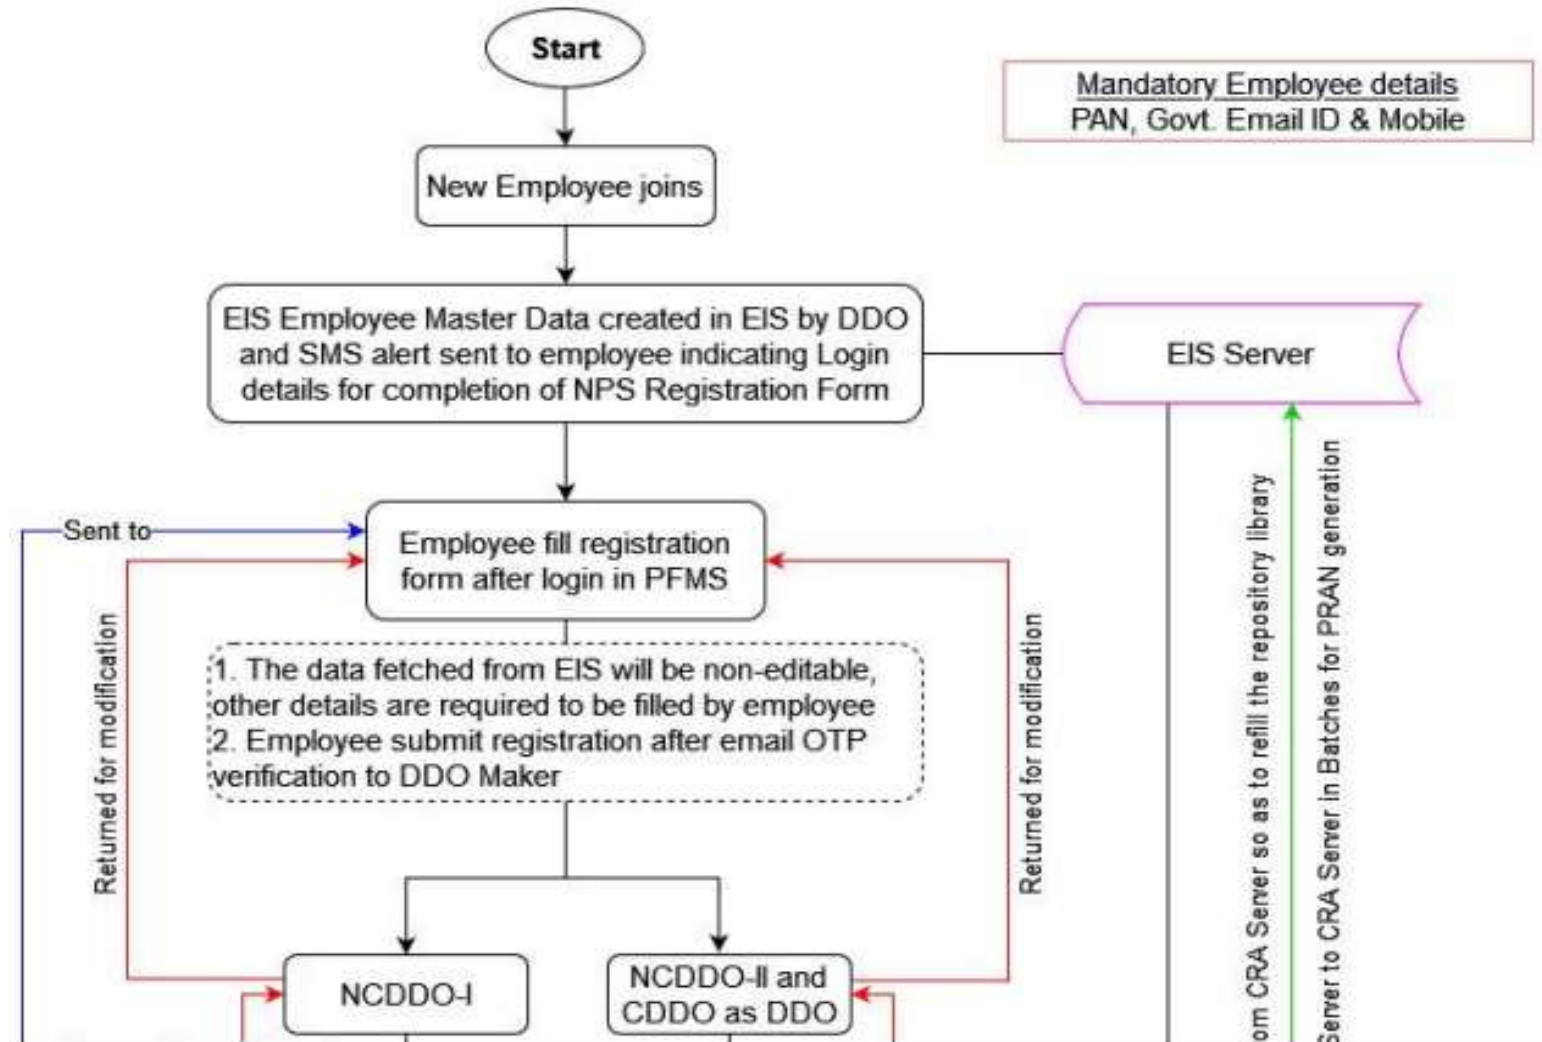 Start
Mandatory Employee details
PAN, Govt. Email ID & Mobile
New Employee joins
EIS Employee Master Data created in EIS by DDO
and SMS alert sent to employee indicating Login
details for completion of NPS Registration Form
EIS Server
Sent to
Employee fill registration
form after login in PFMS
Returned for modification
1. The data fetched from EIS will be non-editable,
other details are required to be filled by employee
2. Employee submit registration after email OTP
verification to DDO Maker
Returned for modification
CRA Server so as to refill the repository library
Server to CRA Server in Batches for PRAN generation
NCDDO-I
NCDDO-II and
CDDO as DDO